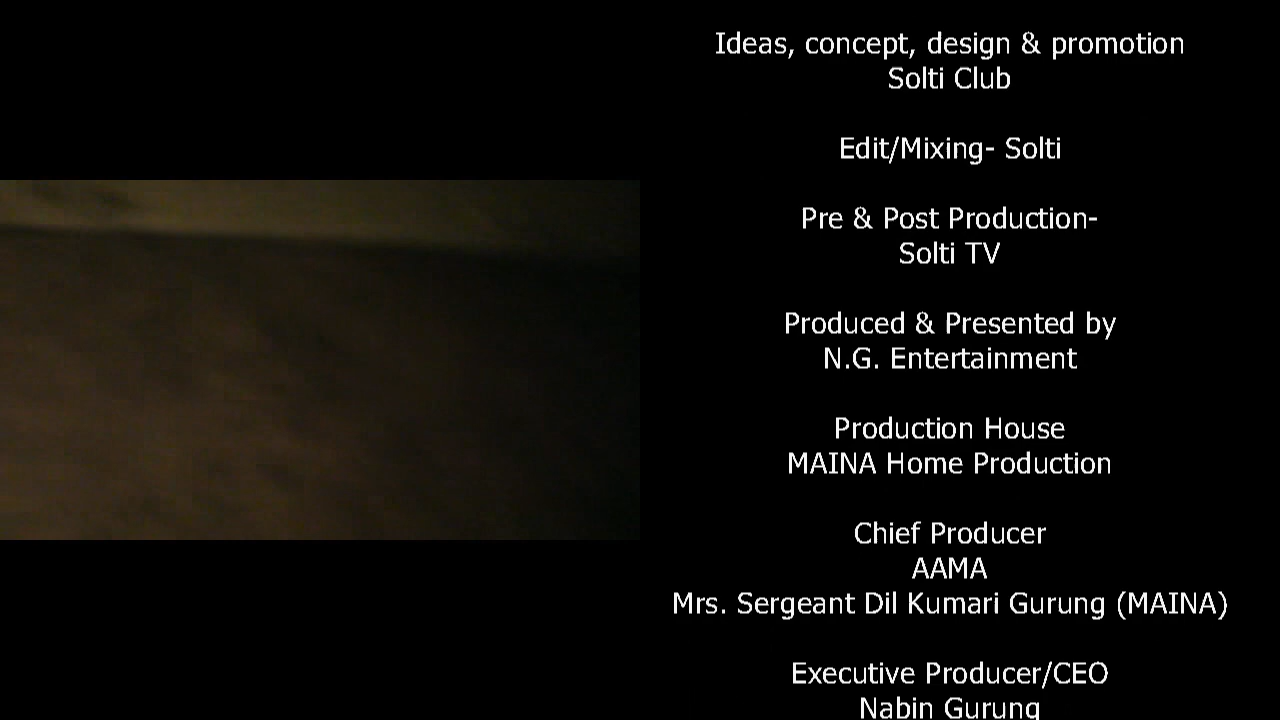 Ideas, concept, design & promotion
Solti Club
Edit/Mixing- Solti
Pre & Post Production-
Solti TV
Produced & Presented by
N.G. Entertainment
Production House
MAINA Home Production
Chief Producer
AAMA
Mrs. Sergeant Dil Kumari Gurung (MAINA)
Executive Producer/CEO
Nabin Gurung